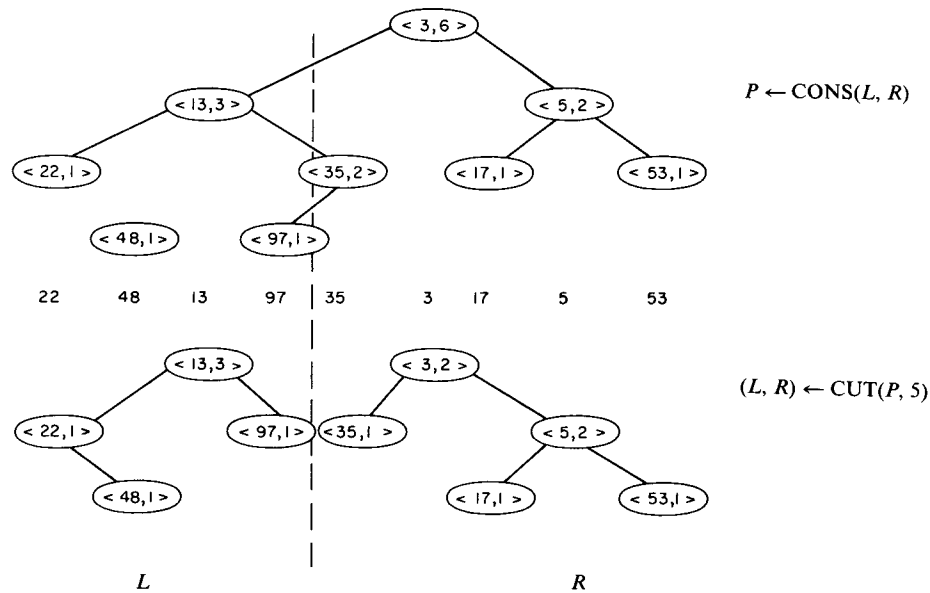 < 3,6 >
< 13,3 >
< 5,2 >
P ← CONS(L, R)
< 22,1 >
< 35,2 >
< 17,1 >
< 53,1 >
< 48,1 >
< 97,1 >
22 48 13 97 35 3 17 5 53
< 13,3 >
< 3,2 >
(L, R) ← CUT(P, 5)
< 22,1 >
< 97,1 >
< 35,1 >
< 5,2 >
< 48,1 >
< 17,1 >
< 53,1 >
L R